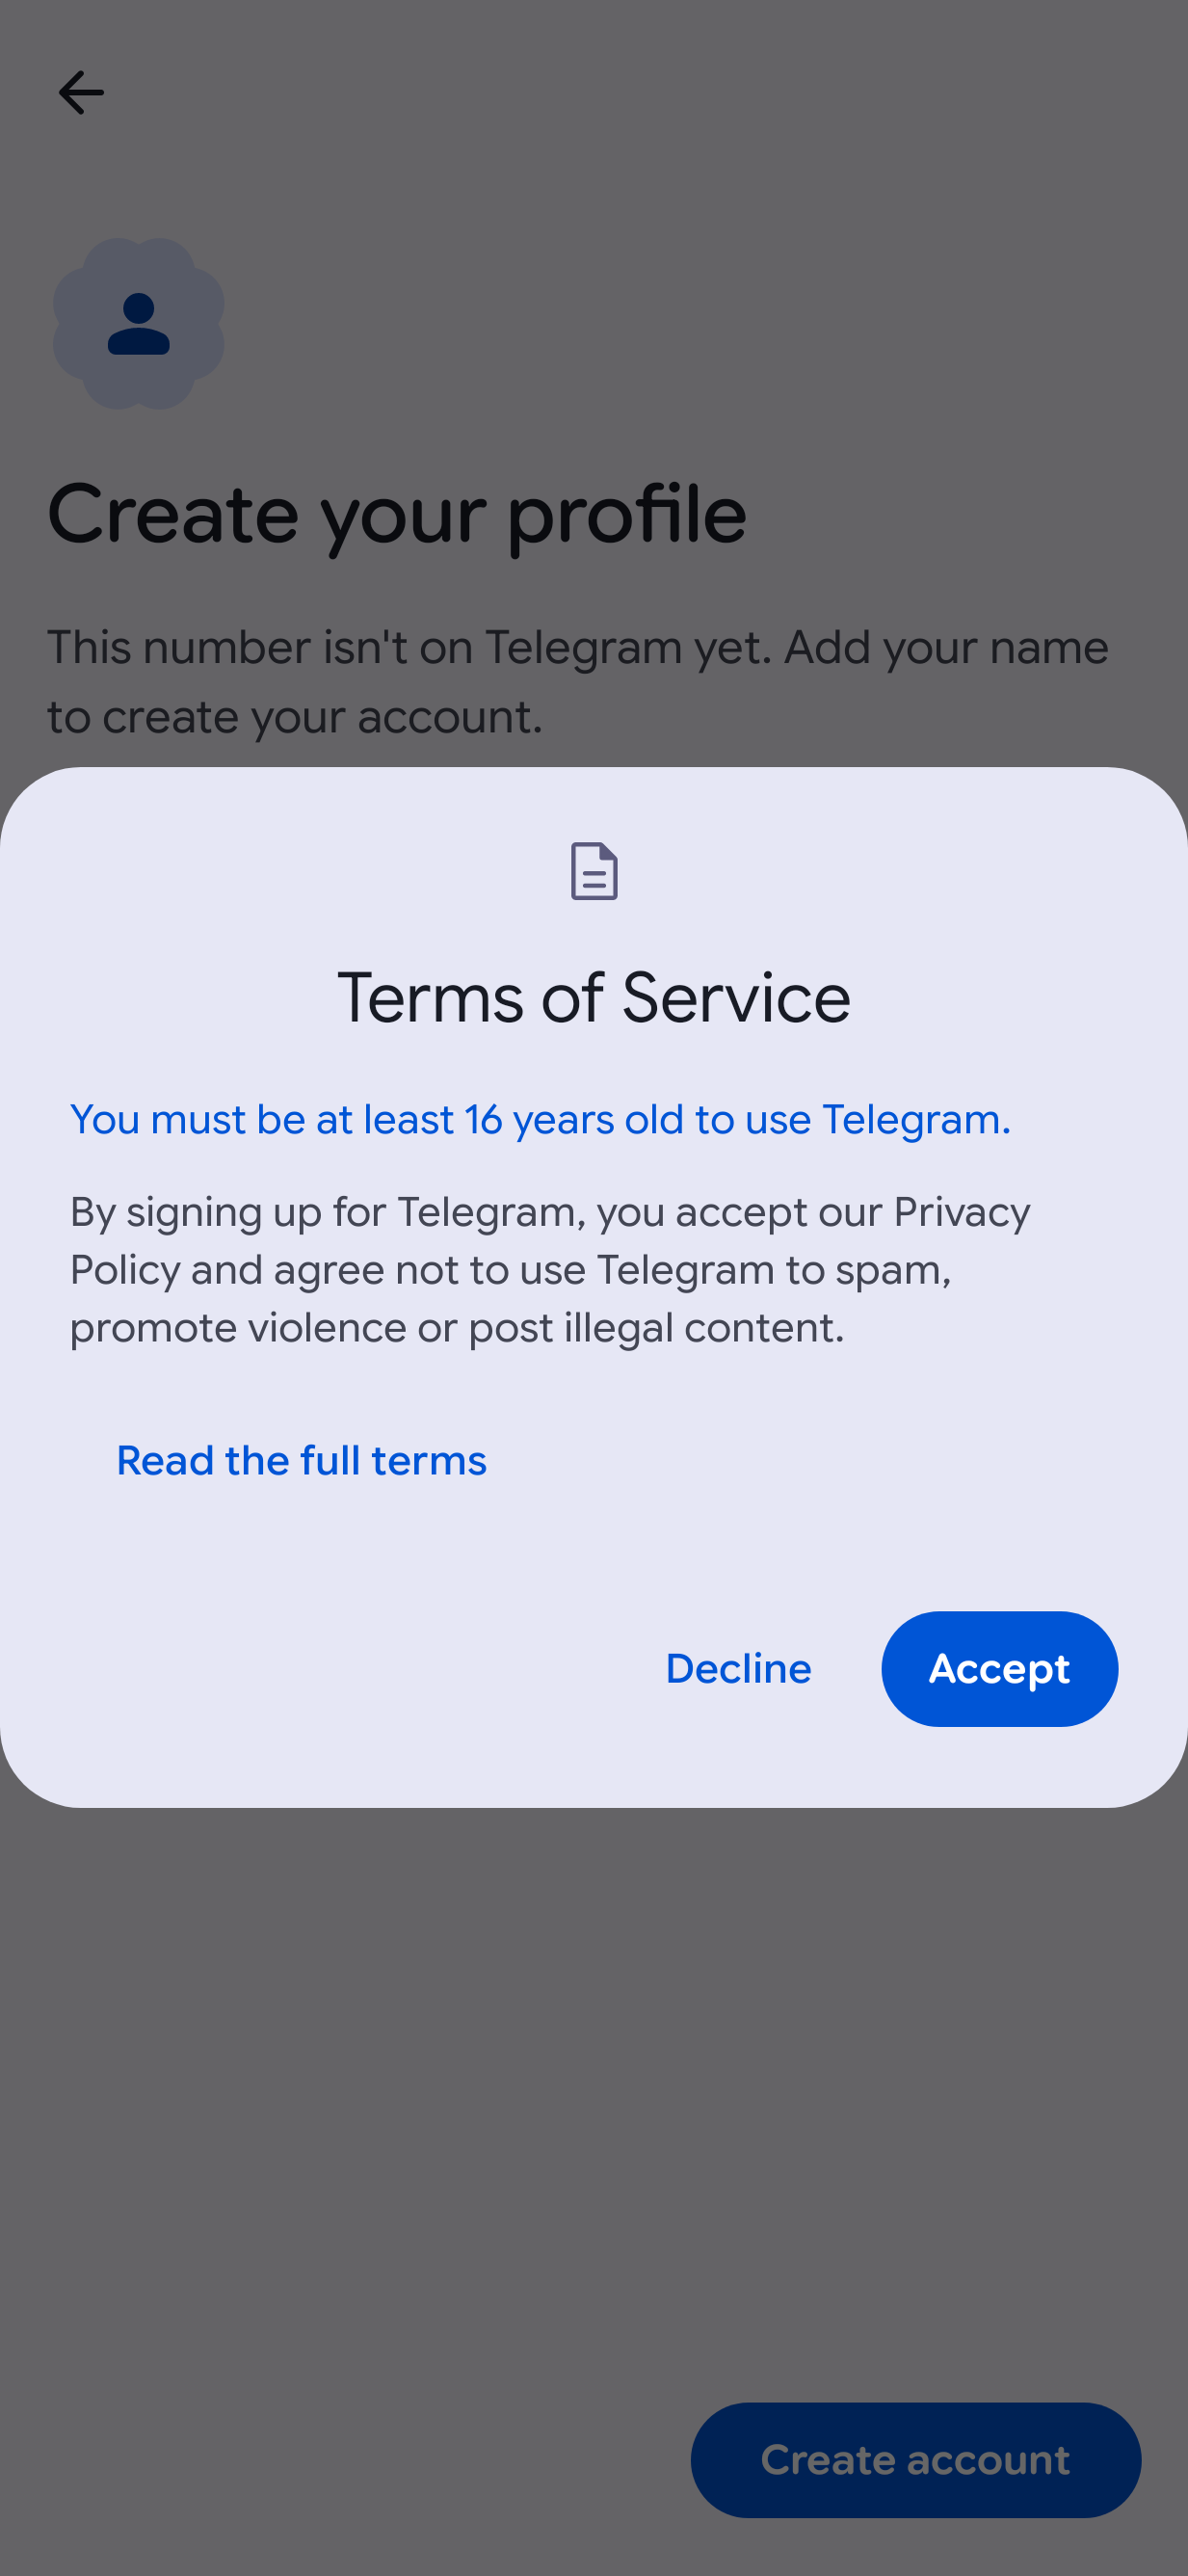 Create your profile
This number isn't on Telegram yet. Add your name
to create your account.
Terms of Service
You must be at least 16 years old to use Telegram.
By signing up for Telegram, you accept our Privacy
Policy and agree not to use Telegram to spam,
promote violence or post illegal content.
Read the full terms
Decline
Accept
Create account